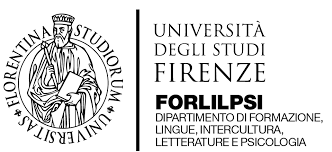 FLORENTINA STUDIORUM UNIVERSITAS
UNIVERSITÀ
DEGLI STUDI
FIRENZE
FORLILPSI
DIPARTIMENTO DI FORMAZIONE,
LINGUE, INTERCULTURA,
LETTERATURE E PSICOLOGIA